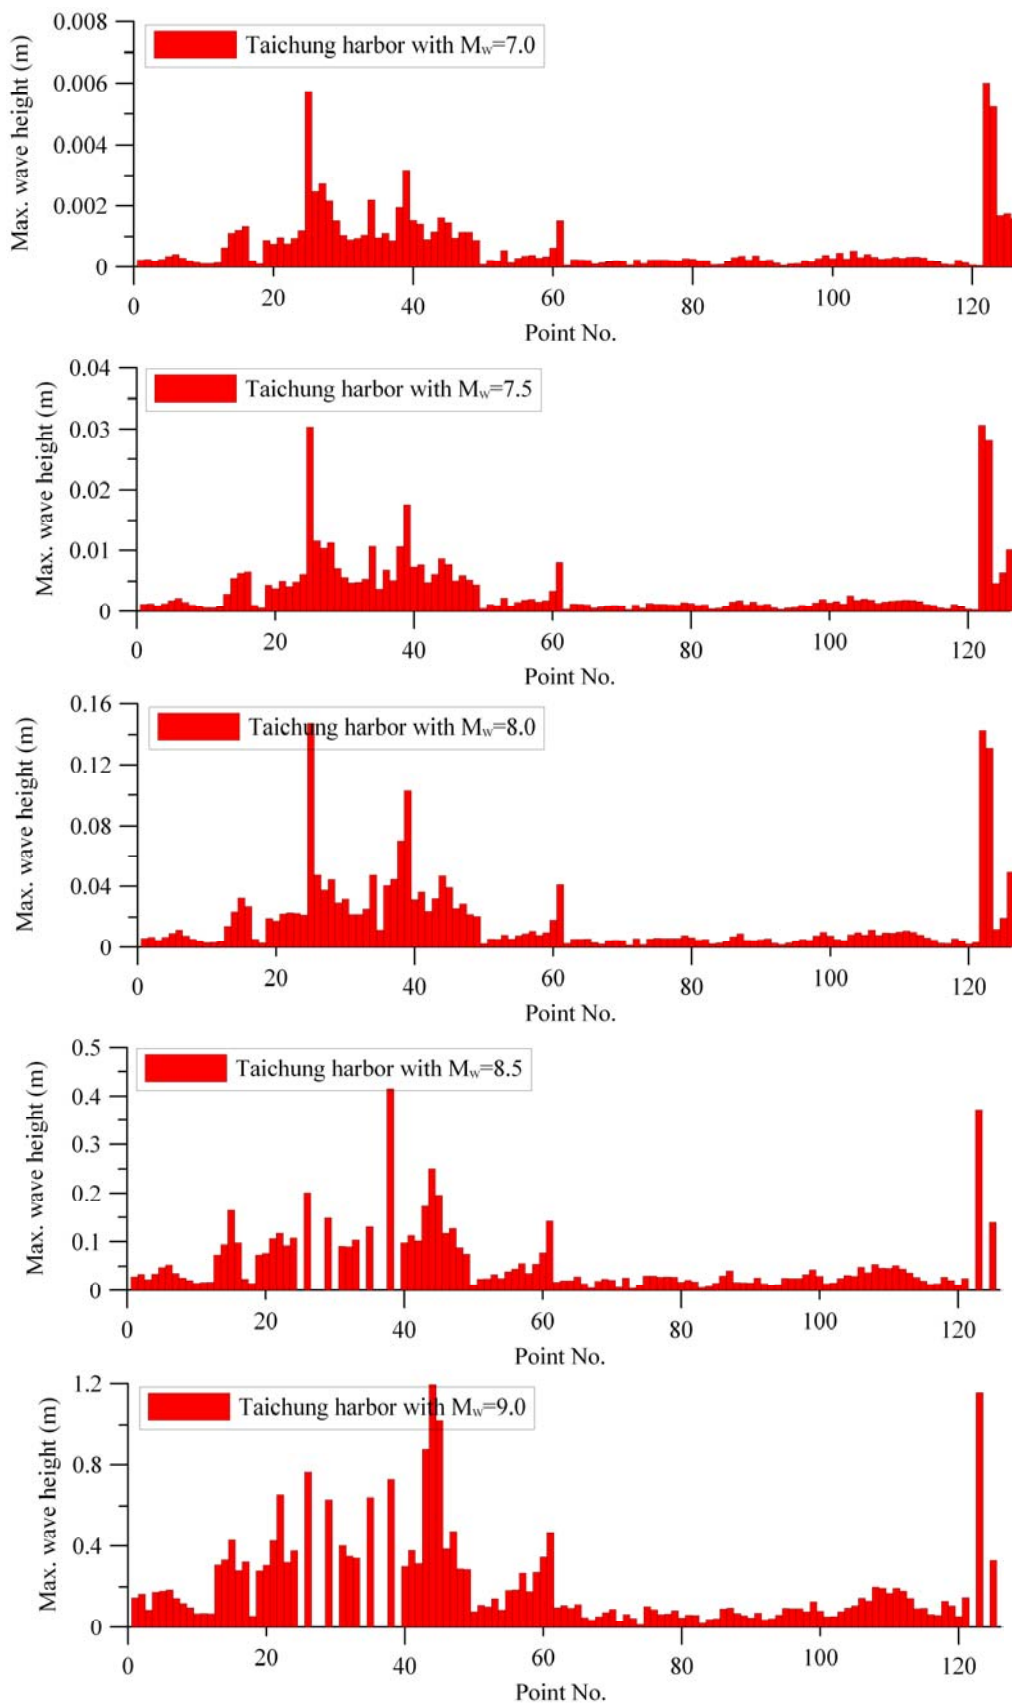 0.008
Taichung harbor with Mw=7.0
0.006
0.004
0.002
0
Max. wave height (m)
0 20 40 60 80 100 120
Point No.
0.04
Taichung harbor with Mw=7.5
0.03
0.02
0.01
0
Max. wave height (m)
0 20 40 60 80 100 120
Point No.
0.16
Taichung harbor with Mw=8.0
0.12
0.08
0.04
0
Max. wave height (m)
0 20 40 60 80 100 120
Point No.
0.5
Taichung harbor with Mw=8.5
0.4
0.3
0.2
0.1
0
Max. wave height (m)
0 20 40 60 80 100 120
Point No.
1.2
Taichung harbor with Mw=9.0
0.8
0.4
0
Max. wave height (m)
0 20 40 60 80 100 120
Point No.